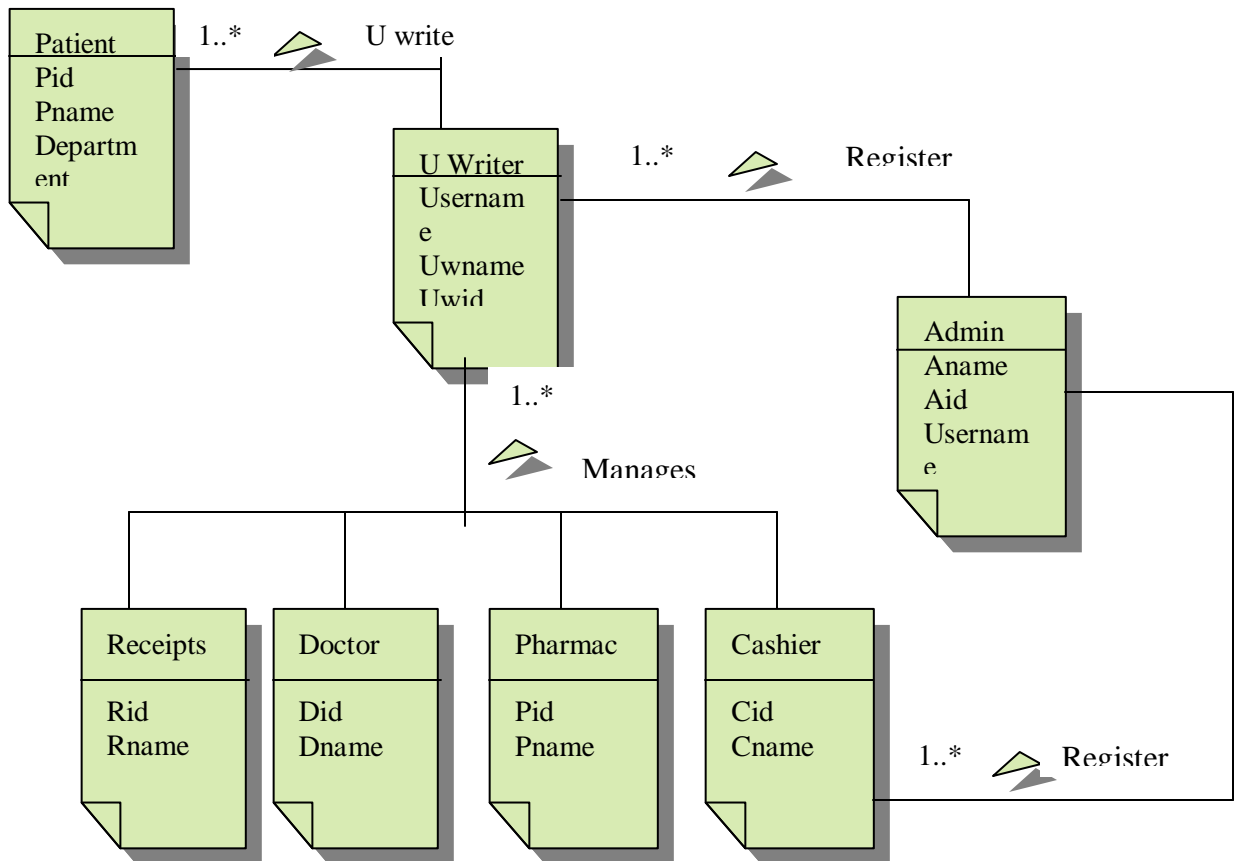 Patient
Pid
Pname
Departm
ent
1..*
U write
U Writer
Usernam
e
Uwname
Uwid
1..*
Register
Admin
Aname
Aid
Usernam
e
1..*
Manages
Receipts
Rid
Rname
Doctor
Did
Dname
Pharmac
Pid
Pname
Cashier
Cid
Cname
1..*
Register